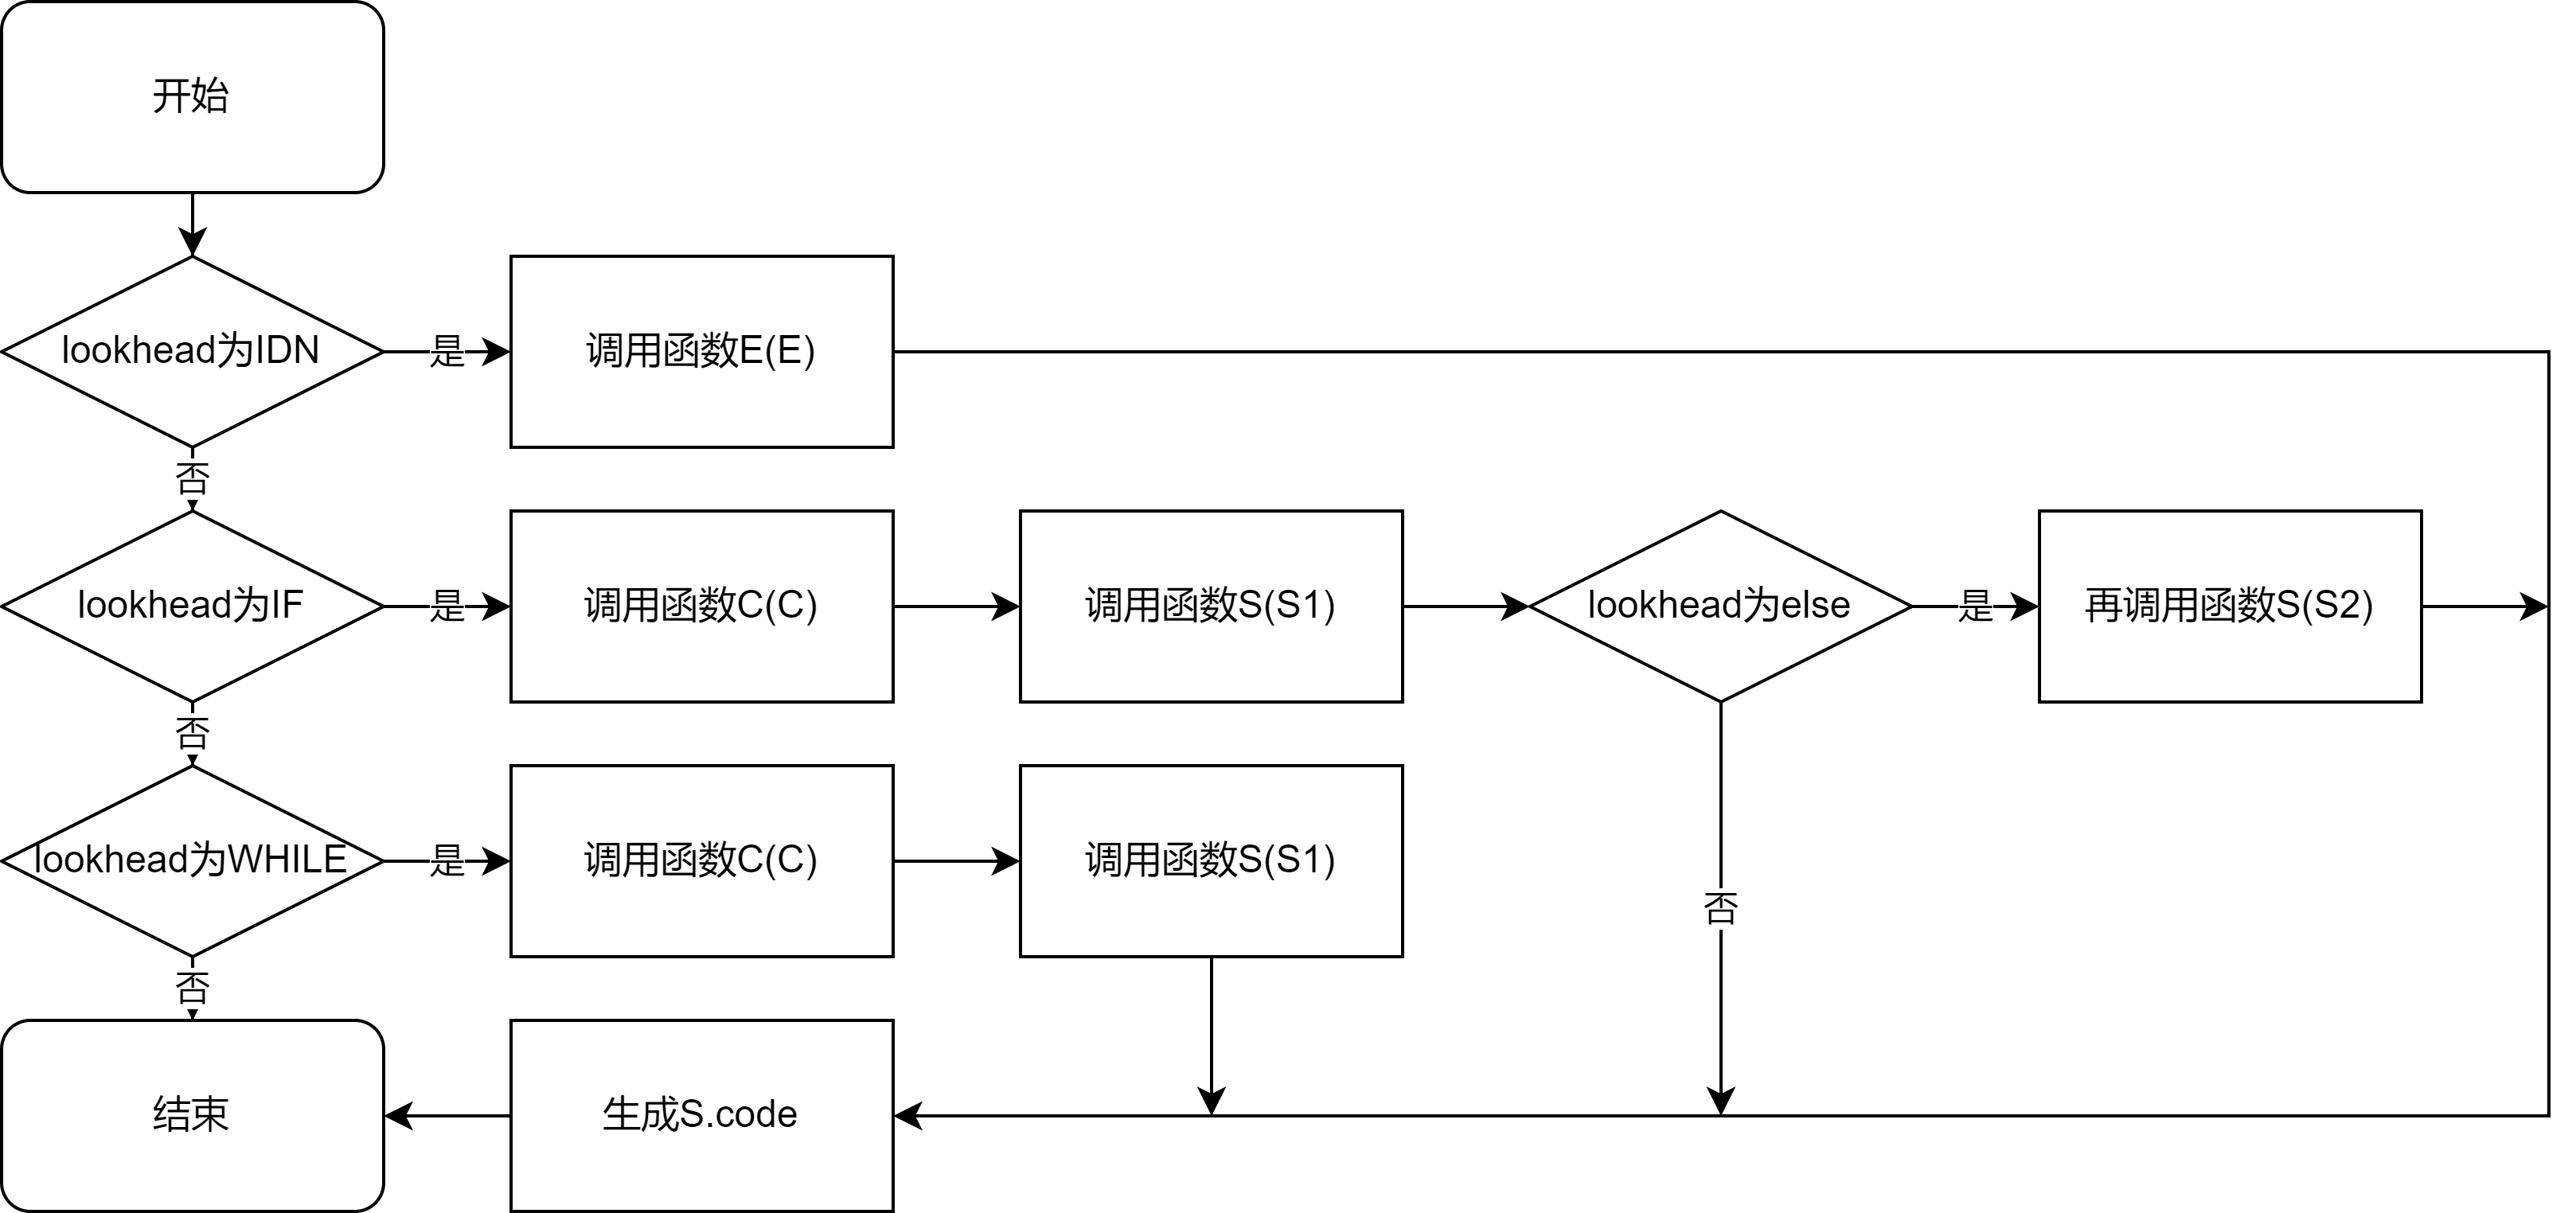 开始
lookhead为IDN
是
调用函数E(E)
否
lookhead为IF
是
调用函数C(C)
调用函数S(S1)
lookhead为else
是
再调用函数S(S2)
否
lookhead为WHILE
是
调用函数C(C)
调用函数S(S1)
否
否
结束
生成S.code